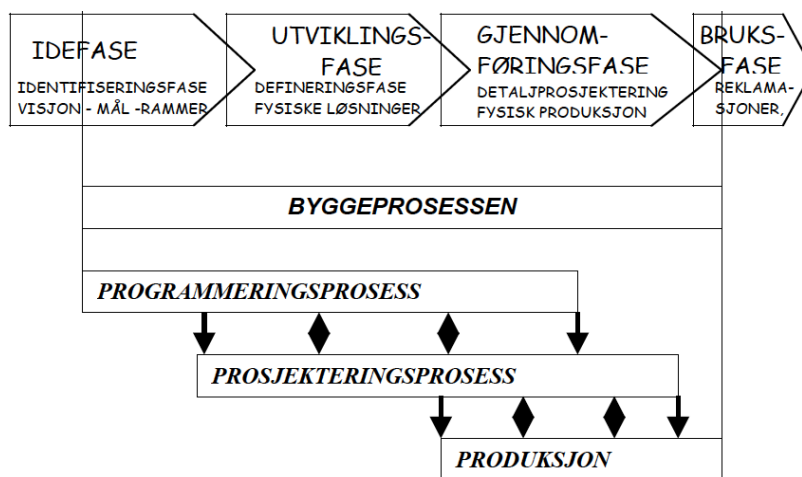 IDEFASE
IDENTIFISERINGSFASE
VISJON - MÅL -RAMMER
UTVIKLINGS-
FASE
DEFINERINGSFASE
FYSISKE LØSNINGER
GJENNOM-
FØRINGSFASE
DETALJPROSJEKTERING
FYSISK PRODUKSJON
BRUKS-
FASE
REKLAMA-
SJONER,
BYGGEPROSESSEN
PROGRAMMERINGSPROSESS
PROSJEKTERINGSPROSESS
PRODUKSJON